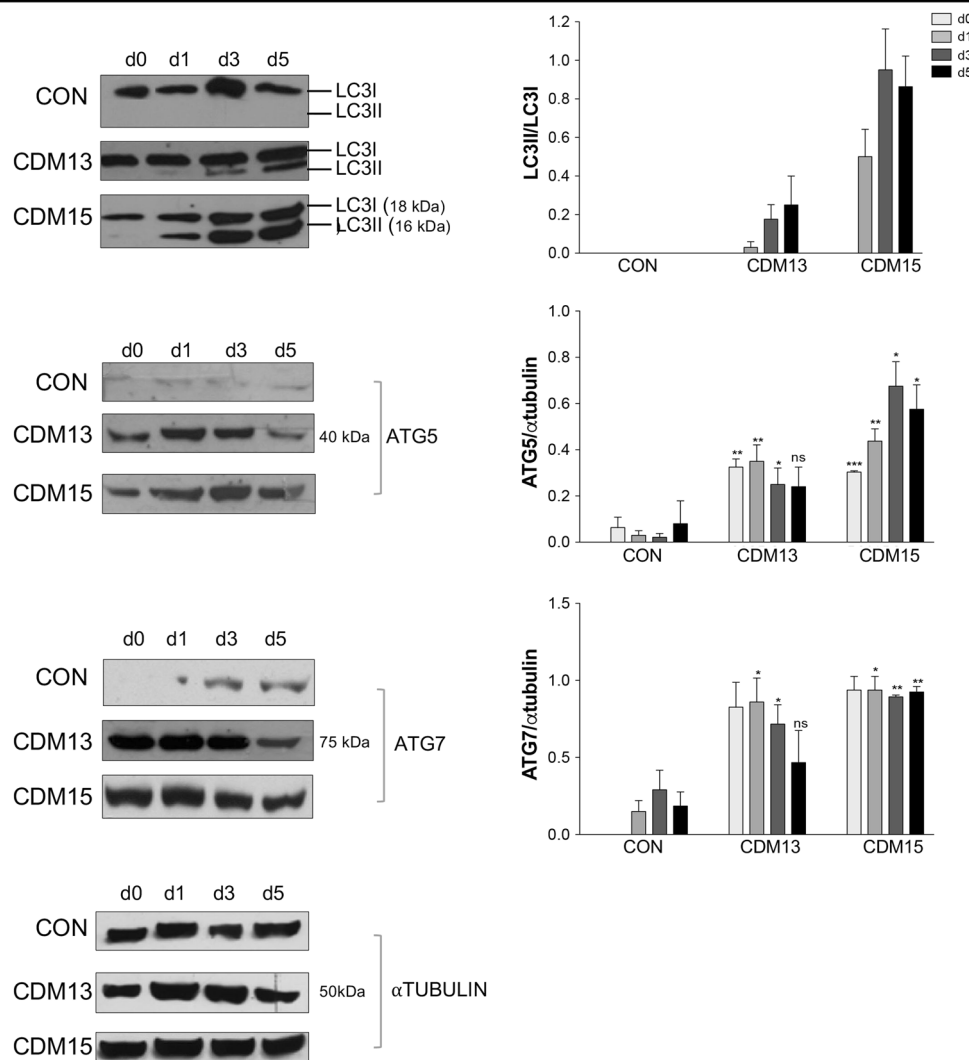 d0 d1 d3 d5
CON
LC3I
LC3II
CDM13
LC3I
LC3II
CDM15
LC3I (18 kDa)
LC3II (16 kDa)
1.2
1.0
0.8
0.6
0.4
0.2
0.0
LC3II/LC3I
CON CDM13 CDM15
d0
d1
d3
d5
d0 d1 d3 d5
CON
CDM13
40 kDa
ATG5
CDM15
1.0
0.8
0.6
0.4
0.2
0.0
ATG5/αtubulin
** ** * ns
*** ** * *
CON CDM13 CDM15
d0 d1 d3 d5
CON
CDM13
75 kDa
ATG7
CDM15
1.5
1.0
0.5
0.0
ATG7/αtubulin
* * ns
* ** **
CON CDM13 CDM15
d0 d1 d3 d5
CON
CDM13
50kDa
αTUBULIN
CDM15